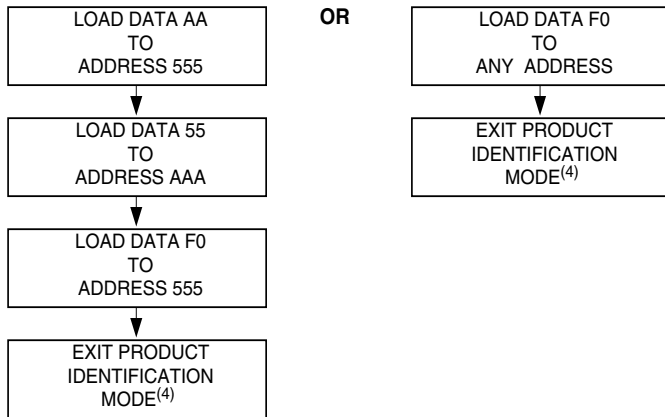 LOAD DATA AA
TO
ADDRESS 555
LOAD DATA 55
TO
ADDRESS AAA
LOAD DATA F0
TO
ADDRESS 555
EXIT PRODUCT
IDENTIFICATION
MODE(4)
OR
LOAD DATA F0
TO
ANY ADDRESS
EXIT PRODUCT
IDENTIFICATION
MODE(4)